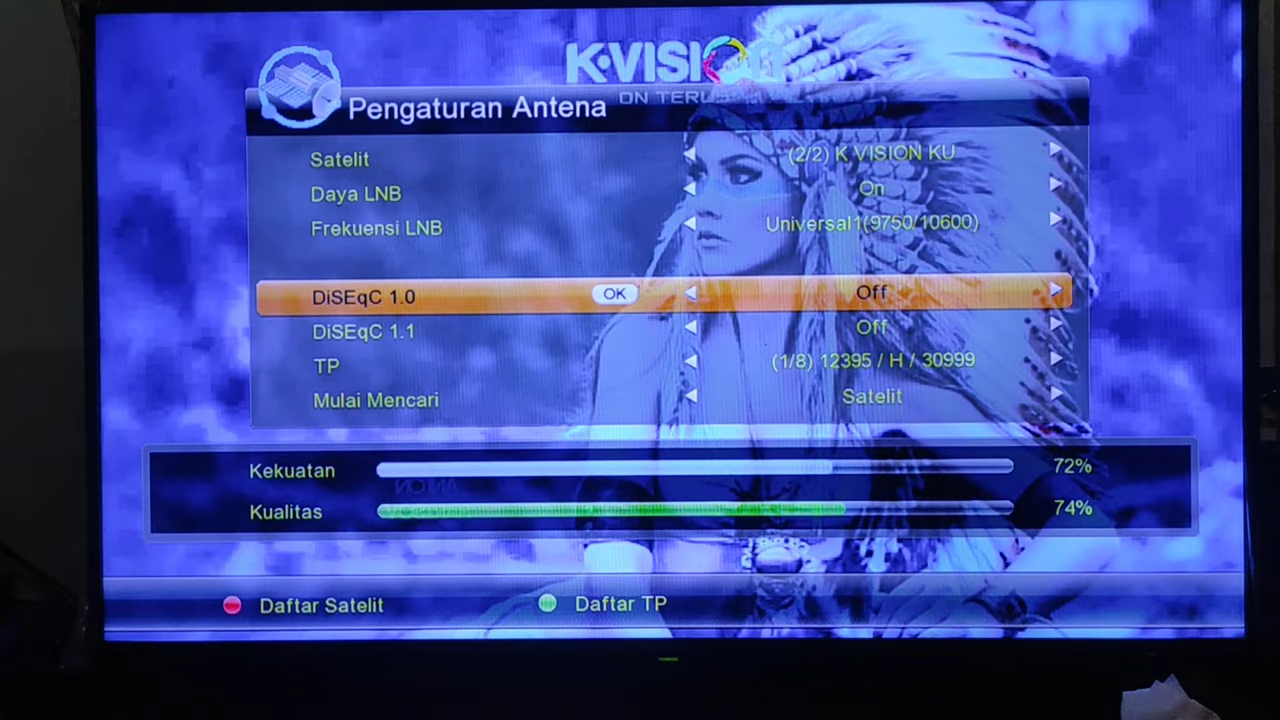 K-VISION
ON TERUS
Pengaturan Antena
Satelit (2/2) K VISION KU
Daya LNB On
Frekuensi LNB Universal1(9750/10600)
DiSEqC 1.0 OK Off
DiSEqC 1.1 Off
TP (1/8) 12395 / H / 30999
Mulai Mencari Satelit
Kekuatan 72%
Kualitas 74%
Daftar Satelit Daftar TP